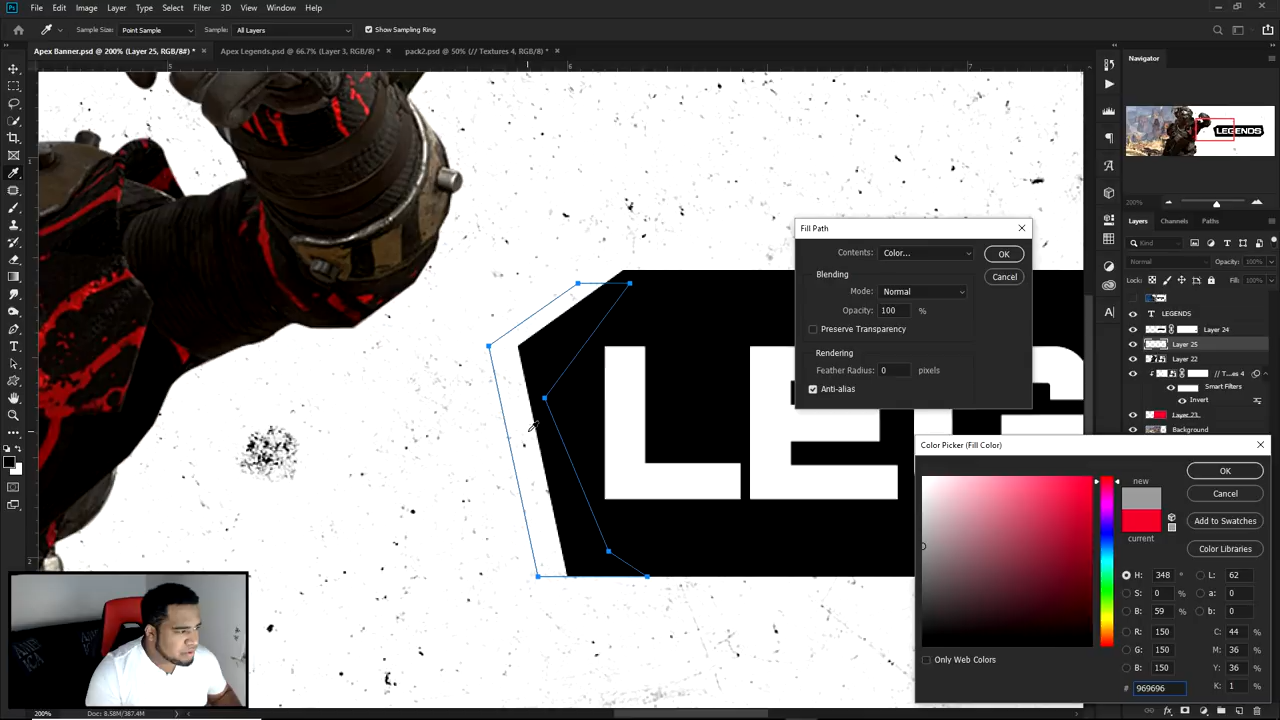 Ps File Edit Image Layer Type Select Filter 3D View Window Help
Sample Size: Point Sample Sample: All Layers Show Sampling Ring
Apex Banner.psd @ 200% (Layer 25, RGB/8#) * × Apex Legends.psd @ 66.7% (Layer 3, RGB/8*) * × pack2.psd @ 50% (// Textures 4, RGB/8*) * ×
5 6 7
Navigator
LEGENDS
200%
Layers Channels Paths
Kind
Normal Opacity: 100%
Lock: Fill: 100%
LEGENDS
Layer 24
Layer 25
Layer 22
// T...s 4
Smart Filters
Invert
Layer 23
Background
Fill Path
Contents: Color... OK
Blending Cancel
Mode: Normal
Opacity: 100 %
Preserve Transparency
Rendering
Feather Radius: 0 pixels
Anti-alias
LE
Color Picker (Fill Color)
new OK
Cancel
Add to Swatches
current
Color Libraries
H: 348 ° L: 62
S: 0 % a: 0
B: 59 % b: 0
R: 150 C: 44 %
G: 150 M: 36 %
B: 150 Y: 36 %
# 969696 K: 1 %
Only Web Colors
200% Doc: 8.58M/387.4M